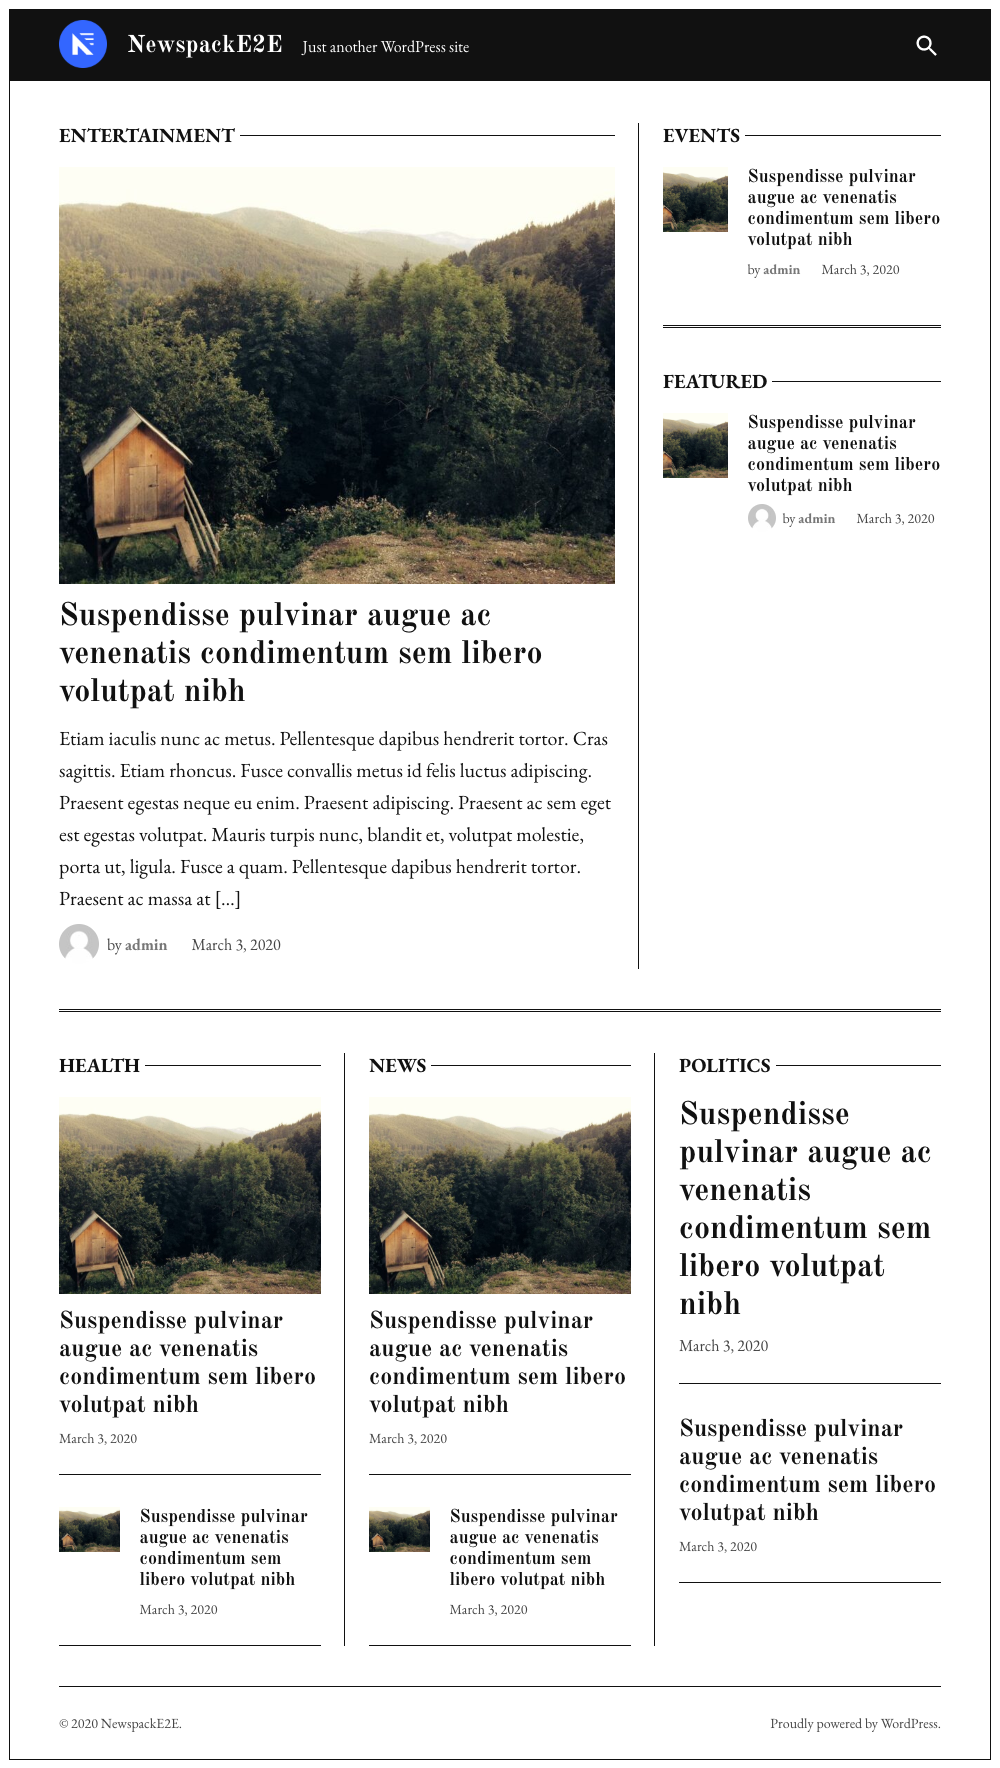 NewspackE2E Just another WordPress site
ENTERTAINMENT
Suspendisse pulvinar augue ac
venenatis condimentum sem libero
volutpat nibh
Etiam iaculis nunc ac metus. Pellentesque dapibus hendrerit tortor. Cras
sagittis. Etiam rhoncus. Fusce convallis metus id felis luctus adipiscing.
Praesent egestas neque eu enim. Praesent adipiscing. Praesent ac sem eget
est egestas volutpat. Mauris turpis nunc, blandit et, volutpat molestie,
porta ut, ligula. Fusce a quam. Pellentesque dapibus hendrerit tortor.
Praesent ac massa at […]
by admin March 3, 2020
EVENTS
Suspendisse pulvinar
augue ac venenatis
condimentum sem libero
volutpat nibh
by admin March 3, 2020
FEATURED
Suspendisse pulvinar
augue ac venenatis
condimentum sem libero
volutpat nibh
by admin March 3, 2020
HEALTH
Suspendisse pulvinar
augue ac venenatis
condimentum sem libero
volutpat nibh
March 3, 2020
Suspendisse pulvinar
augue ac venenatis
condimentum sem
libero volutpat nibh
March 3, 2020
NEWS
Suspendisse pulvinar
augue ac venenatis
condimentum sem libero
volutpat nibh
March 3, 2020
Suspendisse pulvinar
augue ac venenatis
condimentum sem
libero volutpat nibh
March 3, 2020
POLITICS
Suspendisse
pulvinar augue ac
venenatis
condimentum sem
libero volutpat
nibh
March 3, 2020
Suspendisse pulvinar
augue ac venenatis
condimentum sem libero
volutpat nibh
March 3, 2020
© 2020 NewspackE2E.
Proudly powered by WordPress.